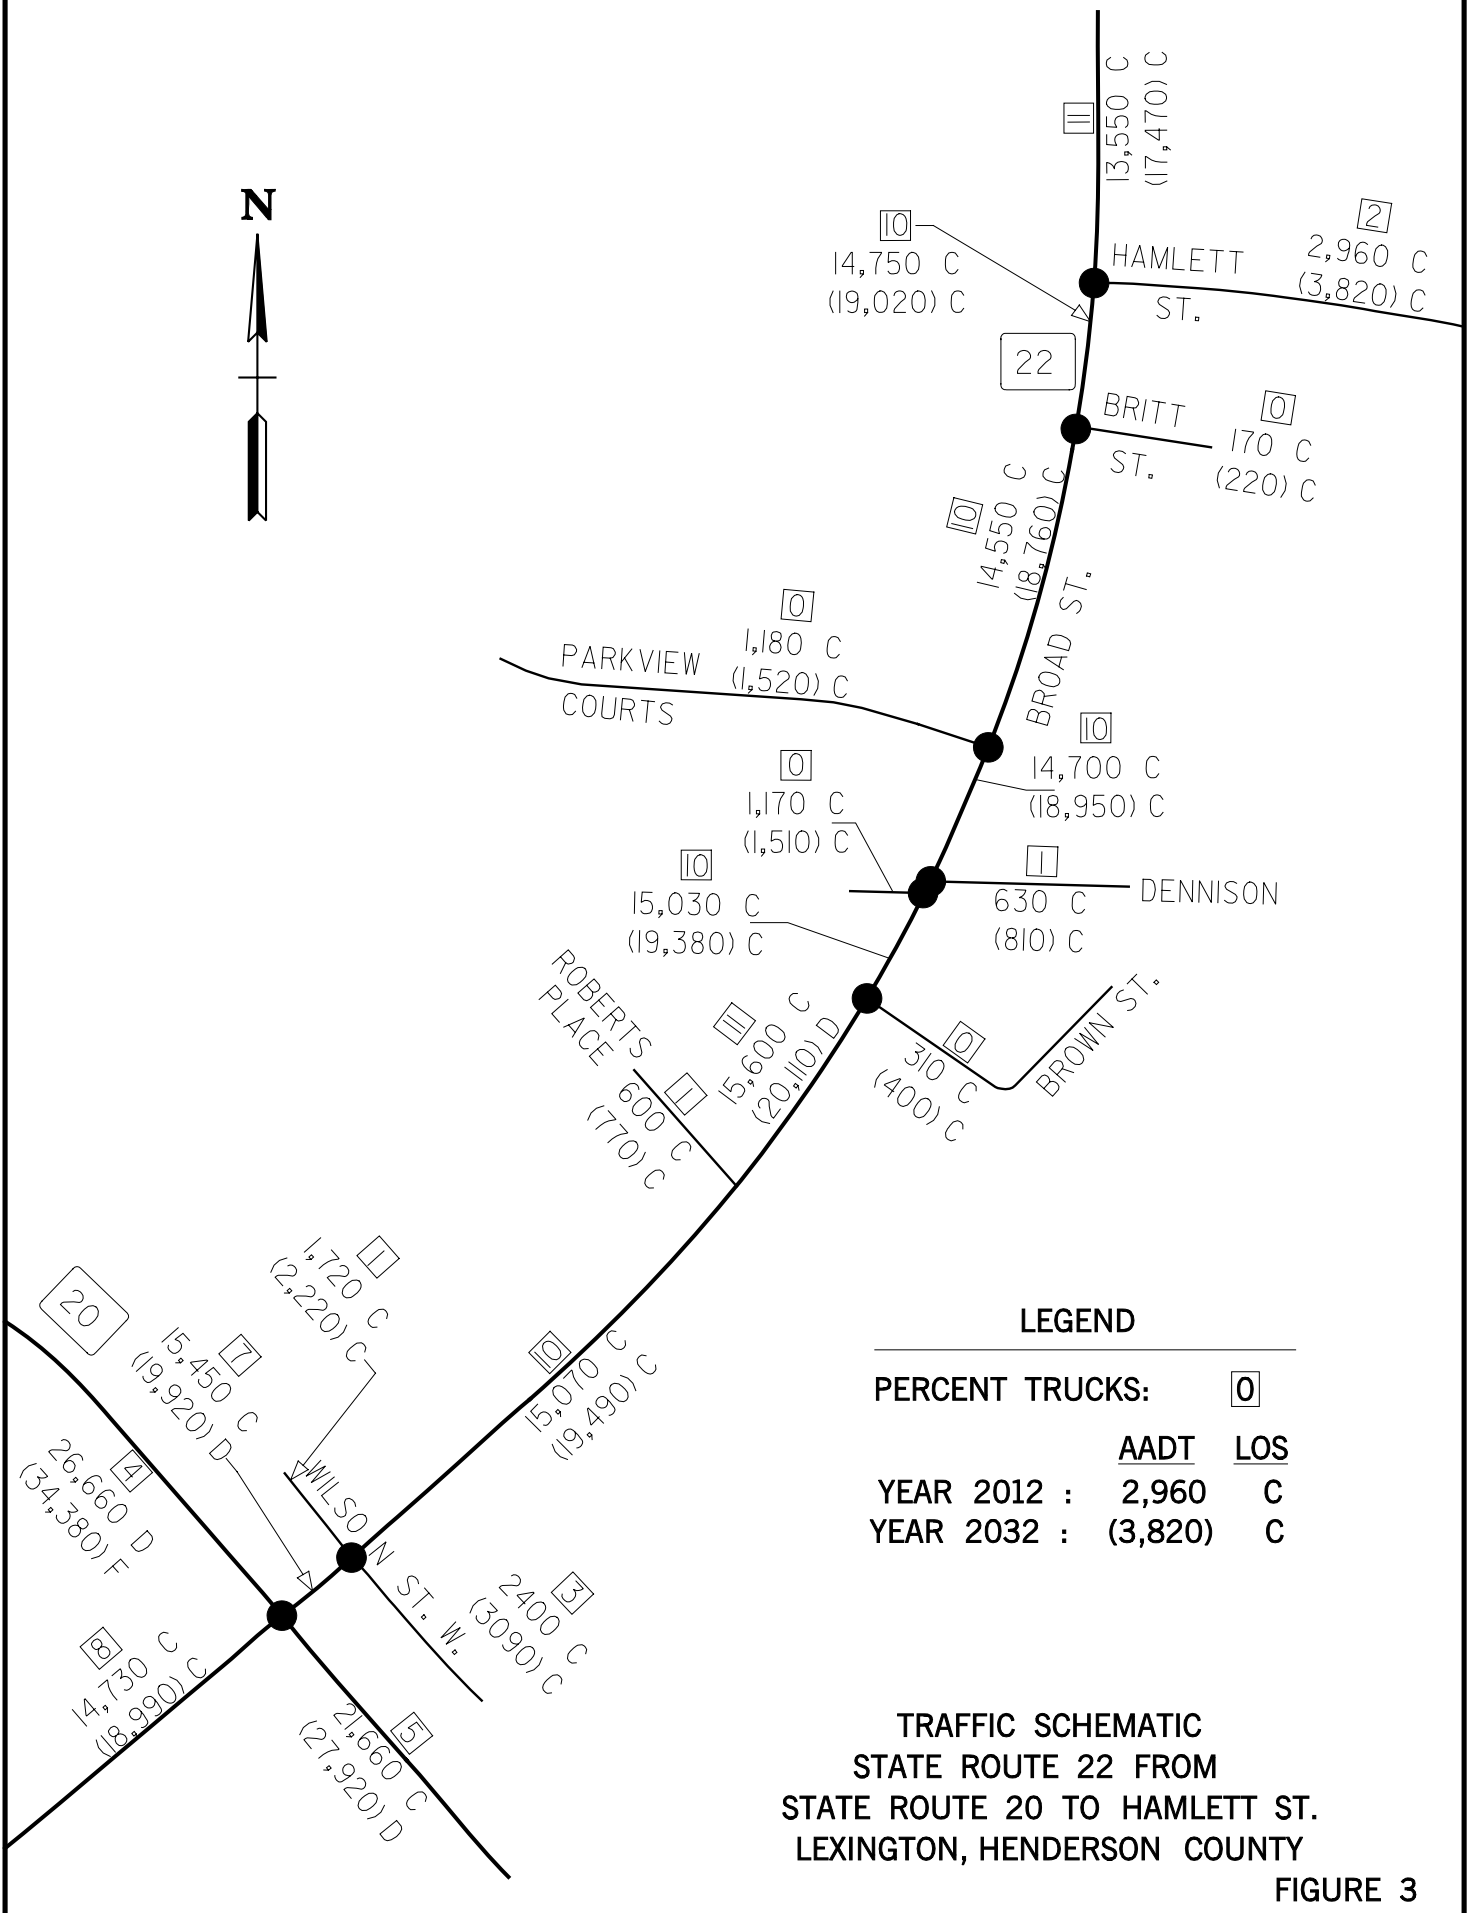 N
11
13,550 C
(17,470) C
10
14,750 C
(19,020) C
HAMLETT
ST.
2
2,960 C
(3,820) C
22
BRITT
ST.
0
170 C
(220) C
10
14,550 C
(18,760) C
BROAD ST.
PARKVIEW
COURTS
0
1,180 C
(1,520) C
10
14,700 C
(18,950) C
0
1,170 C
(1,510) C
10
15,030 C
(19,380) C
1
630 C
(810) C
DENNISON
ROBERTS
PLACE
1
600 C
(770) C
11
15,600 C
(20,110) D
0
310 C
(400) C
BROWN ST.
20
1
1,720 C
(2,220) C
7
15,450 C
(19,920) D
10
15,070 C
(19,490) C
4
26,660 D
(34,380) F
WILSON ST. W.
3
2400 C
(3090) C
8
14,730 C
(18,990) C
5
21,660 C
(27,920) D
LEGEND
PERCENT TRUCKS: 0
AADT LOS
YEAR 2012 : 2,960 C
YEAR 2032 : (3,820) C
TRAFFIC SCHEMATIC
STATE ROUTE 22 FROM
STATE ROUTE 20 TO HAMLETT ST.
LEXINGTON, HENDERSON COUNTY
FIGURE 3